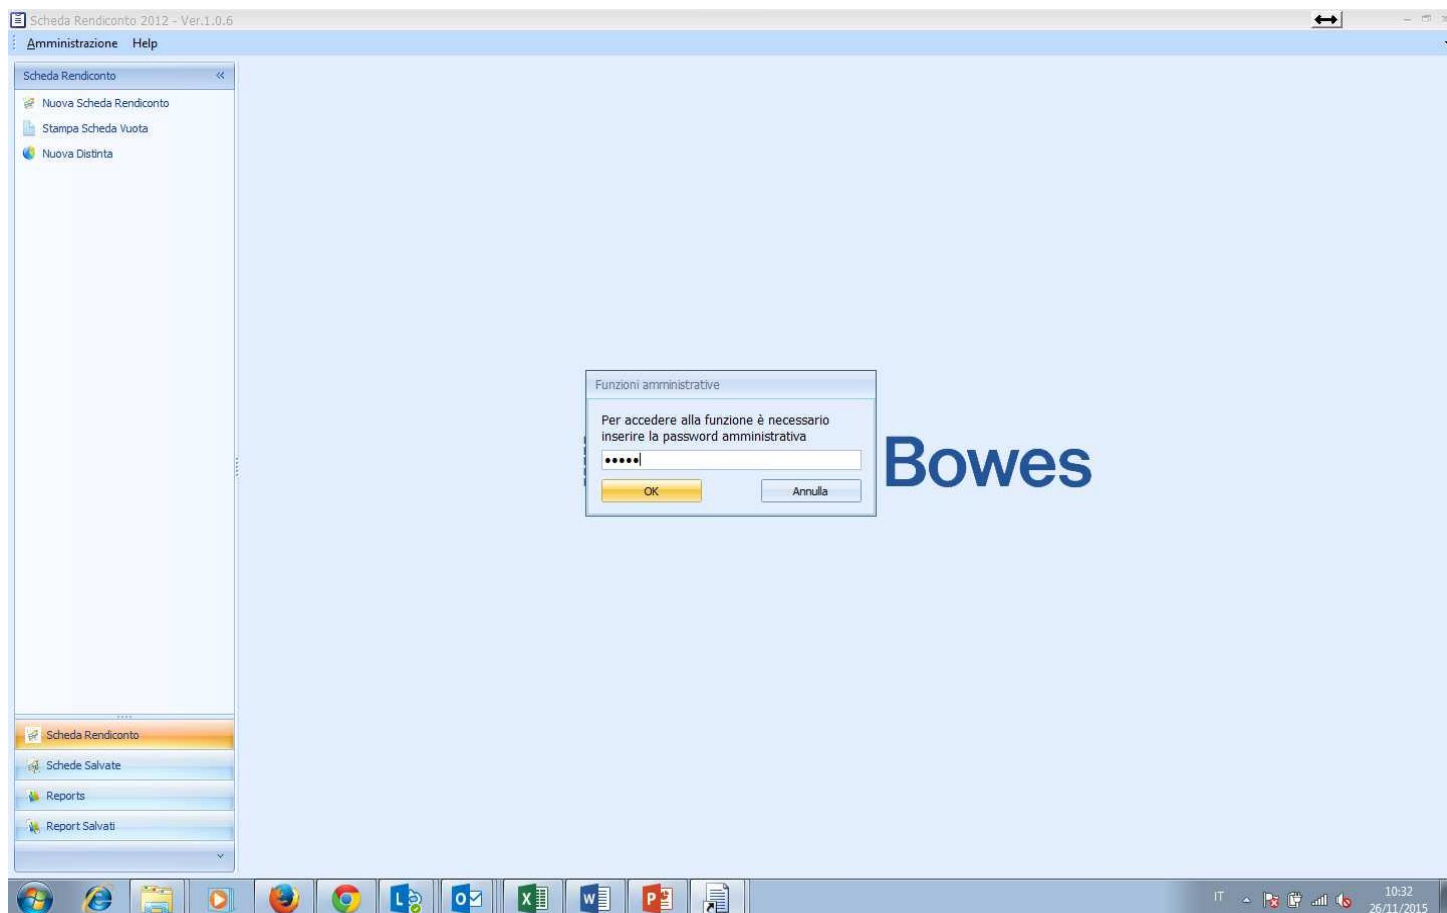 Scheda Rendiconto 2012 - Ver.1.0.6
Amministrazione Help
Scheda Rendiconto
Nuova Scheda Rendiconto
Stampa Scheda Vuota
Nuova Distinta
Funzioni amministrative
Per accedere alla funzione è necessario
inserire la password amministrativa
•••••
OK Annulla
Bowes
Scheda Rendiconto
Schede Salvate
Reports
Report Salvati
IT
10:32
26/11/2015